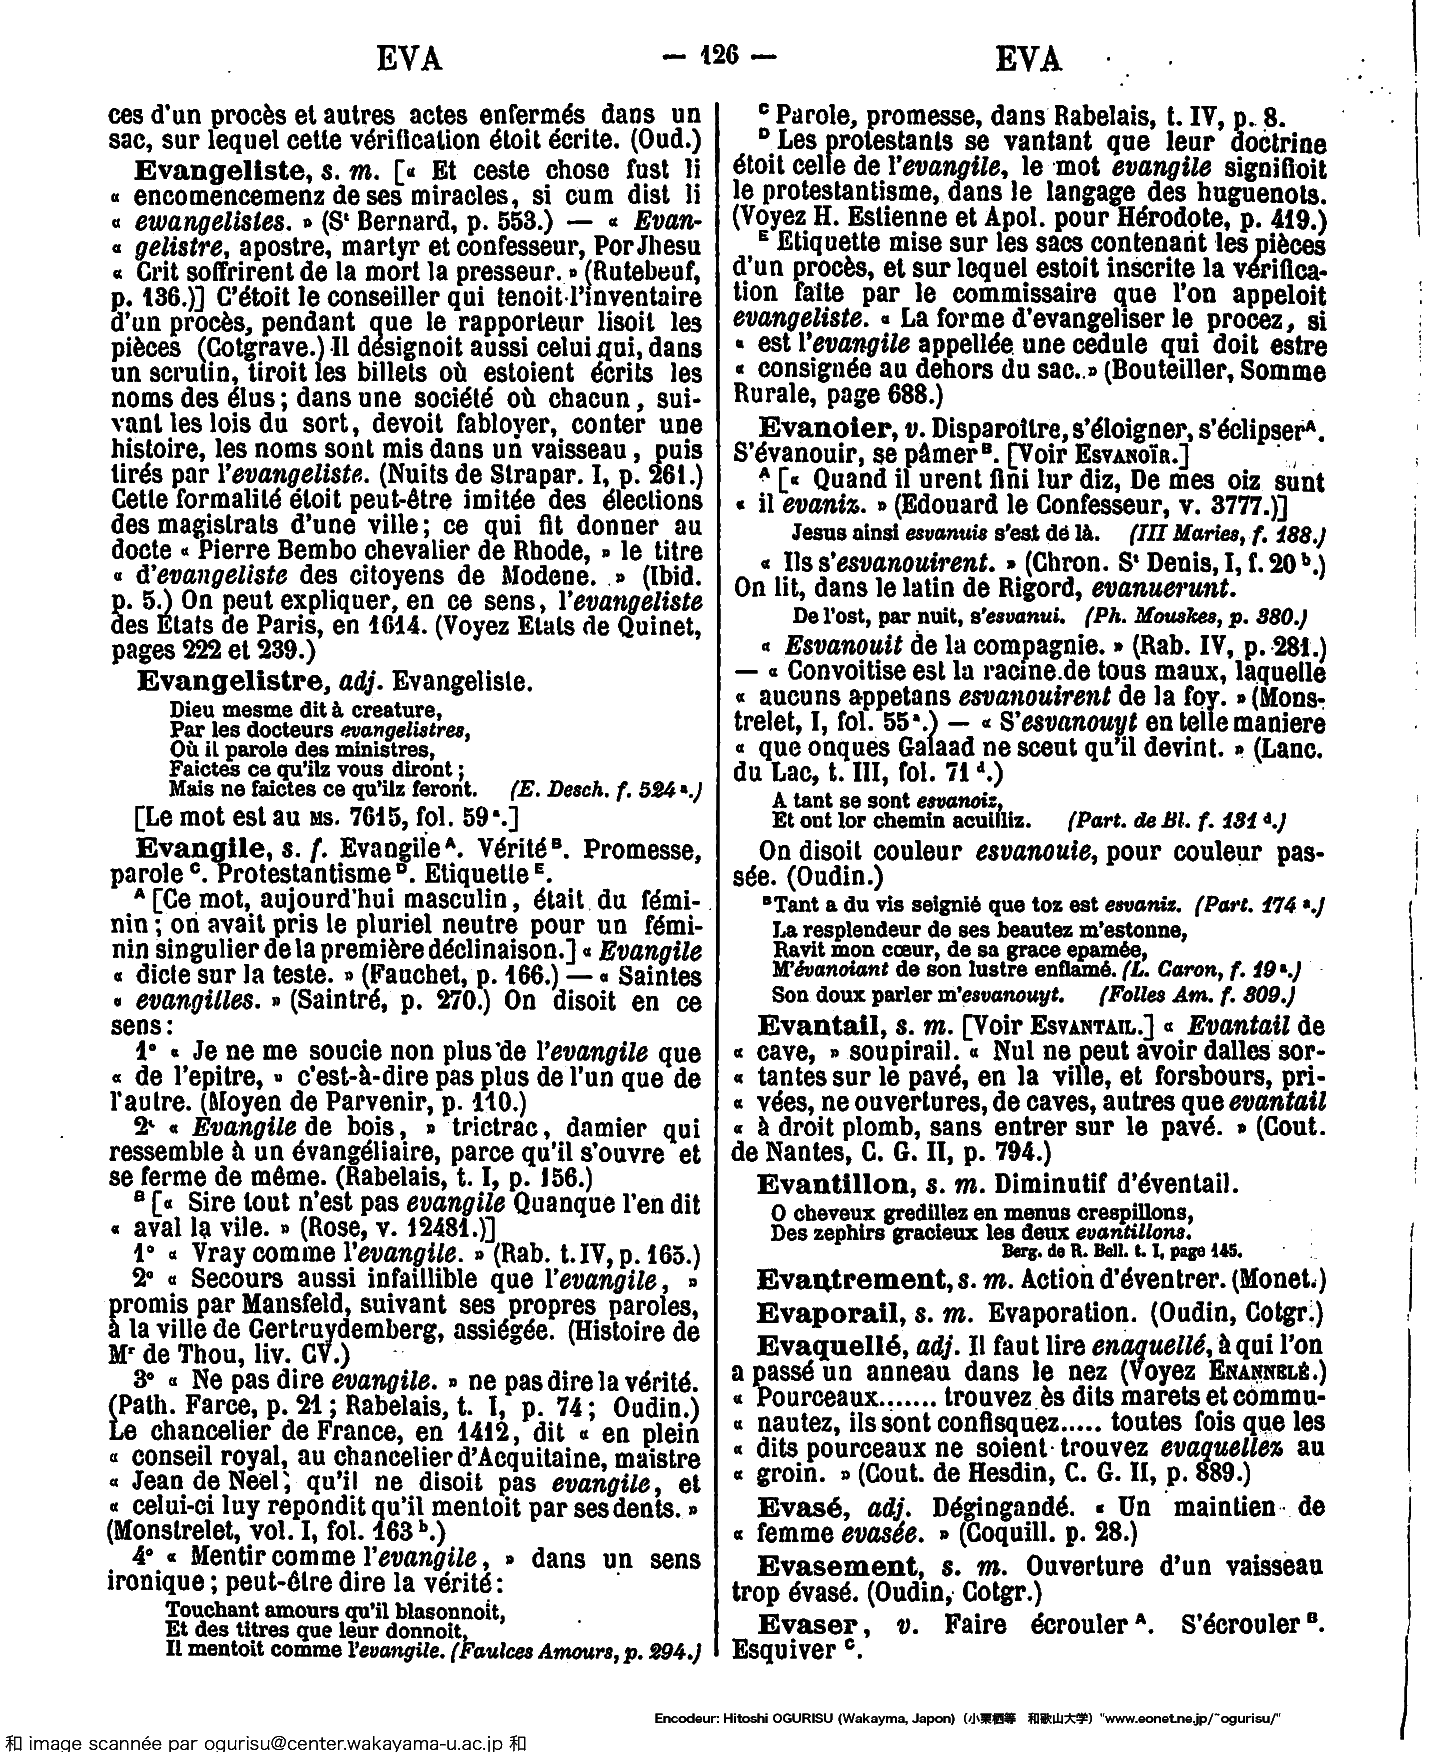 EVA — 126 — EVA
ces d'un procès et autres actes enfermés dans un
sac, sur lequel cette vérification étoit écrite. (Oud.)
Evangeliste, s. m. [« Et ceste chose fust li
« encomencemenz de ses miracles, si cum dist li
« ewangelistes. » (St Bernard, p. 553.) — « Evan-
« gelistre, apostre, martyr et confesseur, Por Jhesu
« Crit soffrirent de la mort la presseur. » (Rutebeuf,
p. 136.)] C'étoit le conseiller qui tenoit l'inventaire
d'un procès, pendant que le rapporteur lisoit les
pièces (Cotgrave.) Il désignoit aussi celui qui, dans
un scrutin, tiroit les billets où estoient écrits les
noms des élus ; dans une société où chacun, sui-
vant les lois du sort, devoit fabloyer, conter une
histoire, les noms sont mis dans un vaisseau, puis
tirés par l'evangeliste. (Nuits de Strapar. I, p. 261.)
Cette formalité étoit peut-être imitée des élections
des magistrats d'une ville ; ce qui fit donner au
docte « Pierre Bembo chevalier de Rhode, » le titre
« d'evangeliste des citoyens de Modene. » (Ibid.
p. 5.) On peut expliquer, en ce sens, l'evangeliste
des Etats de Paris, en 1614. (Voyez Etats de Quinet,
pages 222 et 239.)
Evangelistre, adj. Evangeliste.
Dieu mesme dit à creature,
Par les docteurs evangelistres,
Où il parole des ministres,
Faictes ce qu'ilz vous diront ;
Mais ne faictes ce qu'ilz feront. (E. Desch. f. 524 a.)
[Le mot est au MS. 7615, fol. 59 a.]
Evangile, s. f. Evangile A. Vérité B. Promesse,
parole C. Protestantisme D. Etiquette E.
A [Ce mot, aujourd'hui masculin, était du fémi-
nin ; on avait pris le pluriel neutre pour un fémi-
nin singulier de la première déclinaison.] « Evangile
« dicte sur la teste. » (Fauchet, p. 166.) — « Saintes
« evangilles. » (Saintré, p. 270.) On disoit en ce
sens :
1° « Je ne me soucie non plus de l'evangile que
« de l'epitre, » c'est-à-dire pas plus de l'un que de
l'autre. (Moyen de Parvenir, p. 110.)
2° « Evangile de bois, » trictrac, damier qui
ressemble à un évangéliaire, parce qu'il s'ouvre et
se ferme de même. (Rabelais, t. I, p. 156.)
B [« Sire tout n'est pas evangile Quanque l'en dit
« aval la vile. » (Rose, v. 12481.)]
1° « Vray comme l'evangile. » (Rab. t. IV, p. 165.)
2° « Secours aussi infaillible que l'evangile, »
promis par Mansfeld, suivant ses propres paroles,
à la ville de Gertruydemberg, assiégée. (Histoire de
Mr de Thou, liv. CV.)
3° « Ne pas dire evangile. » ne pas dire la vérité.
(Path. Farce, p. 21 ; Rabelais, t. I, p. 74 ; Oudin.)
Le chancelier de France, en 1412, dit « en plein
« conseil royal, au chancelier d'Acquitaine, maistre
« Jean de Neel, qu'il ne disoit pas evangile, et
« celui-ci luy repondit qu'il mentoit par ses dents. »
(Monstrelet, vol. I, fol. 163 b.)
4° « Mentir comme l'evangile, » dans un sens
ironique ; peut-être dire la vérité :
Touchant amours qu'il blasonnoit,
Et des titres que leur donnoit,
Il mentoit comme l'evangile. (Faulces Amours, p. 294.)
C Parole, promesse, dans Rabelais, t. IV, p. 8.
D Les protestants se vantant que leur doctrine
étoit celle de l'evangile, le mot evangile signifioit
le protestantisme, dans le langage des huguenots.
(Voyez H. Estienne et Apol. pour Hérodote, p. 419.)
E Etiquette mise sur les sacs contenant les pièces
d'un procès, et sur lequel estoit inscrite la vérifica-
tion faite par le commissaire que l'on appeloit
evangeliste. « La forme d'evangeliser le procez, si
« est l'evangile appellée une cedule qui doit estre
« consignée au dehors du sac.. » (Bouteiller, Somme
Rurale, page 688.)
Evanoier, v. Disparoître, s'éloigner, s'éclipser A.
S'évanouir, se pâmer B. [Voir ESVANOÏR.]
A [« Quand il urent fini lur diz, De mes oiz sunt
« il evaniz. » (Edouard le Confesseur, v. 3777.)]
Jesus ainsi esvanuis s'est dé là. (III Maries, f. 188.)
« Ils s'esvanouirent. » (Chron. St Denis, I, f. 20 b.)
On lit, dans le latin de Rigord, evanuerunt.
De l'ost, par nuit, s'esvanui. (Ph. Mouskes, p. 380.)
« Esvanouit de la compagnie. » (Rab. IV, p. 281.)
— « Convoitise est la racine de tous maux, laquelle
« aucuns appetans esvanouirent de la foy. » (Mons-
trelet, I, fol. 55 a.) — « S'esvanouyt en telle maniere
« que onques Galaad ne sceut qu'il devint. » (Lanc.
du Lac, t. III, fol. 71 d.)
A tant se sont esvanoiz,
Et ont lor chemin acuilliz. (Part. de Bl. f. 131 d.)
On disoit couleur esvanouie, pour couleur pas-
sée. (Oudin.)
B Tant a du vis seignié que toz est esvaniz. (Part. 174 a.)
La resplendeur de ses beautez m'estonne,
Ravit mon cœur, de sa grace epamée,
M'évanoiant de son lustre enflamé. (L. Caron, f. 19 a.)
Son doux parler m'esvanouyt. (Folles Am. f. 309.)
Evantail, s. m. [Voir ESVANTAIL.] « Evantail de
« cave, » soupirail. « Nul ne peut avoir dalles sor-
« tantes sur le pavé, en la ville, et forsbours, pri-
« vées, ne ouvertures, de caves, autres que evantail
« à droit plomb, sans entrer sur le pavé. » (Cout.
de Nantes, C. G. II, p. 794.)
Evantillon, s. m. Diminutif d'éventail.
O cheveux gredillez en menus crespillons,
Des zephirs gracieux les deux evantillons.
Berg. de R. Bell. t. I, page 145.
Evantrement, s. m. Action d'éventrer. (Monet.)
Evaporail, s. m. Evaporation. (Oudin, Cotgr.)
Evaquellé, adj. Il faut lire enaquellé, à qui l'on
a passé un anneau dans le nez (Voyez ENANNELÉ.)
« Pourceaux....... trouvez ès dits marets et commu-
« nautez, ils sont confisquez..... toutes fois que les
« dits pourceaux ne soient trouvez evaquellez au
« groin. » (Cout. de Hesdin, C. G. II, p. 889.)
Evasé, adj. Dégingandé. « Un maintien de
« femme evasée. » (Coquill. p. 28.)
Evasement, s. m. Ouverture d'un vaisseau
trop évasé. (Oudin, Cotgr.)
Evaser, v. Faire écrouler A. S'écrouler B.
Esquiver C.
Encodeur: Hitoshi OGURISU (Wakayma, Japon) (小栗栖等 和歌山大学) "www.eonet.ne.jp/~ogurisu/"
和 image scannée par ogurisu@center.wakayama-u.ac.jp 和